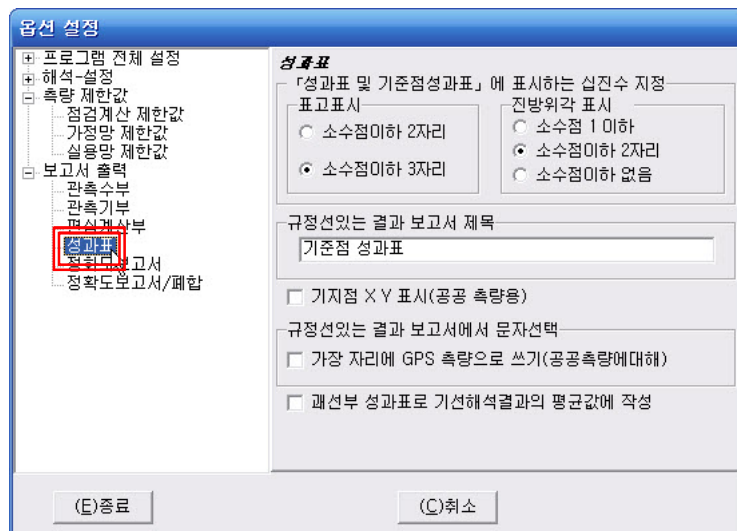 옵션 설정
프로그램 전체 설정
해석-설정
측량 제한값
점검계산 제한값
가정망 제한값
실용망 제한값
보고서 출력
관측수부
관측기부
편심계산부
성과표
정확도보고서
정확도보고서/폐합
성과표
「성과표 및 기준점성과표」에 표시하는 십진수 지정
표고표시
소수점이하 2자리
소수점이하 3자리
진방위각 표시
소수점 1 이하
소수점이하 2자리
소수점이하 없음
규정선있는 결과 보고서 제목
기준점 성과표
기지점 X Y 표시(공공 측량용)
규정선있는 결과 보고서에서 문자선택
가장 자리에 GPS 측량으로 쓰기(공공측량에대해)
괘선부 성과표로 기선해석결과의 평균값에 작성
(E)종료
(C)취소